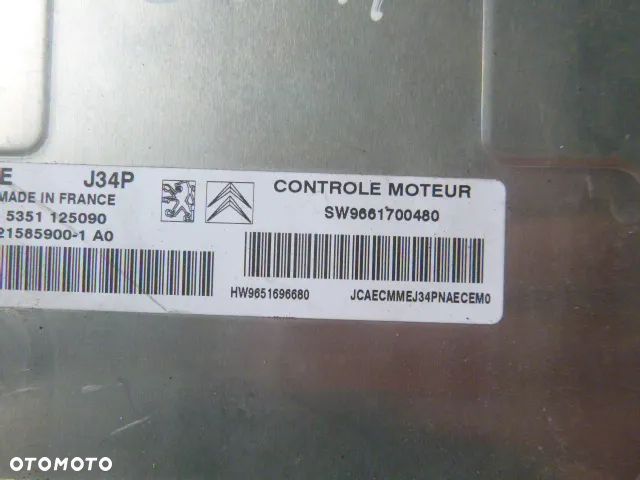 E J34P
MADE IN FRANCE
5351 125090
21585900-1 A0
CONTROLE MOTEUR
SW9661700480
HW9651696680 JCAECMMEJ34PNAECEM0
OTOMOTO